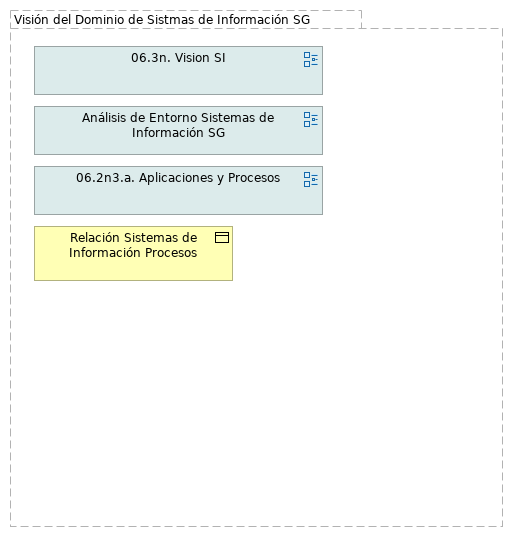 Visión del Dominio de Sistmas de Información SG
06.3n. Vision SI
Análisis de Entorno Sistemas de
Información SG
06.2n3.a. Aplicaciones y Procesos
Relación Sistemas de
Información Procesos